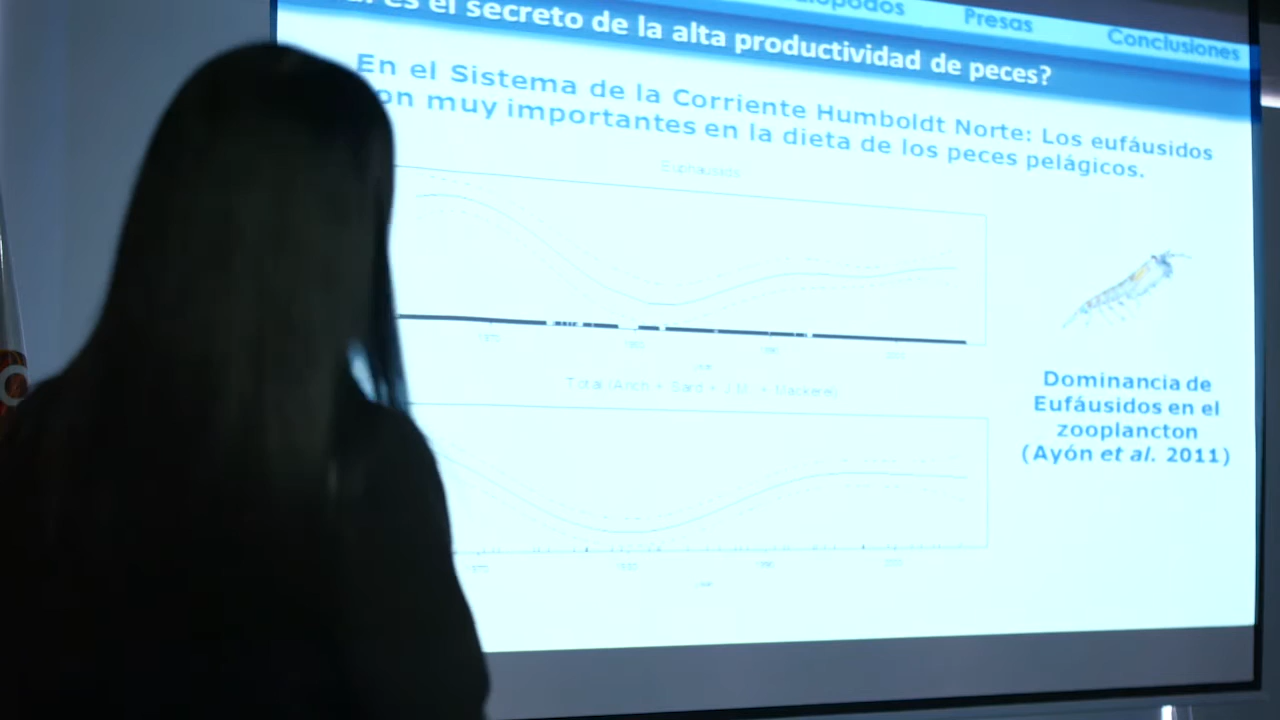 Presas
Conclusiones
es el secreto de la alta productividad de peces?
En el Sistema de la Corriente Humboldt Norte: Los eufáusidos
on muy importantes en la dieta de los peces pelágicos.
Dominancia de
Eufáusidos en el
zooplancton
(Ayón et al. 2011)